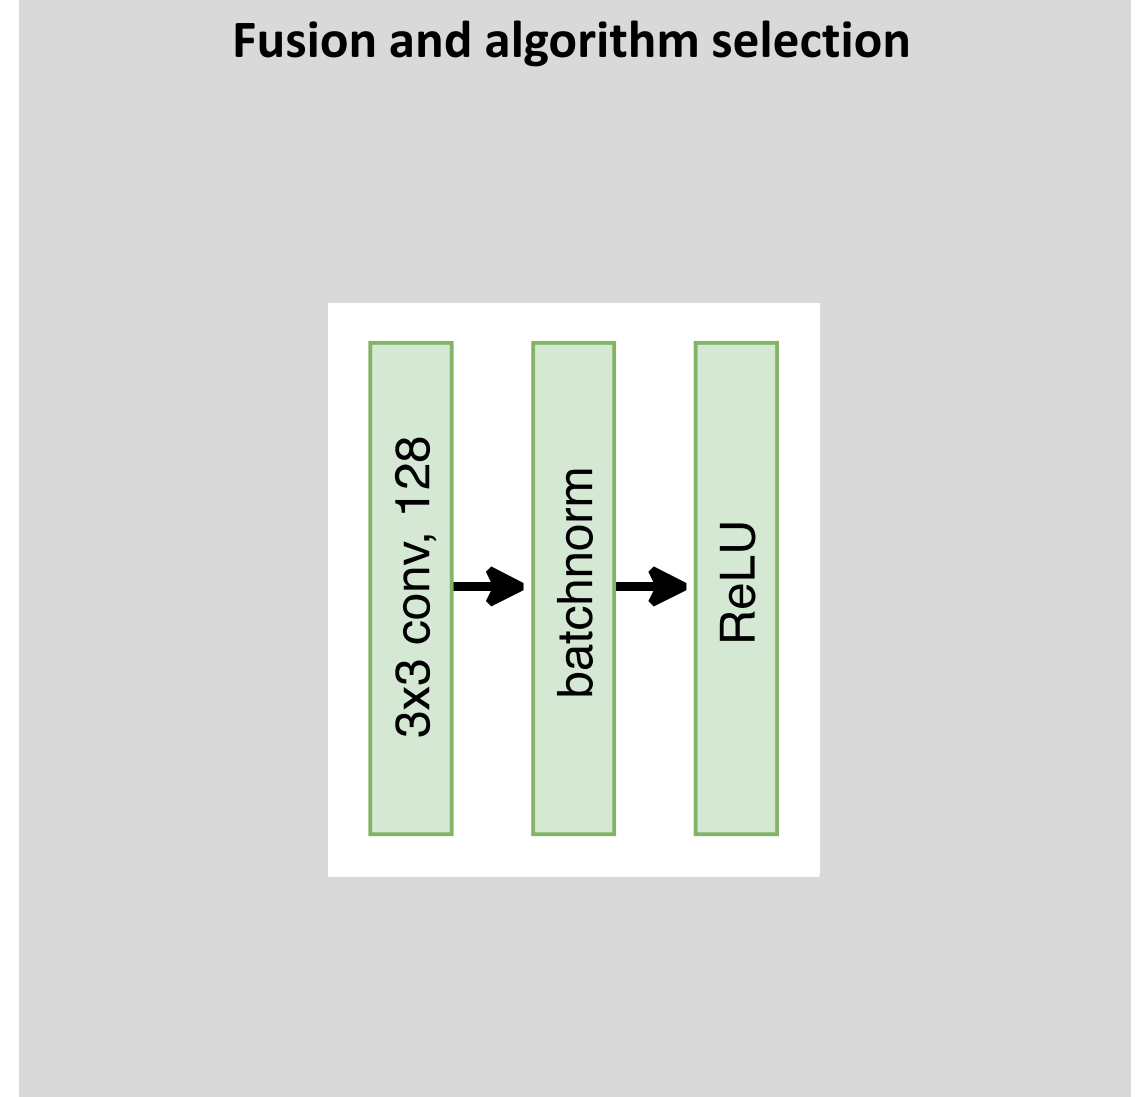 Fusion and algorithm selection
3x3 conv, 128
batchnorm
ReLU